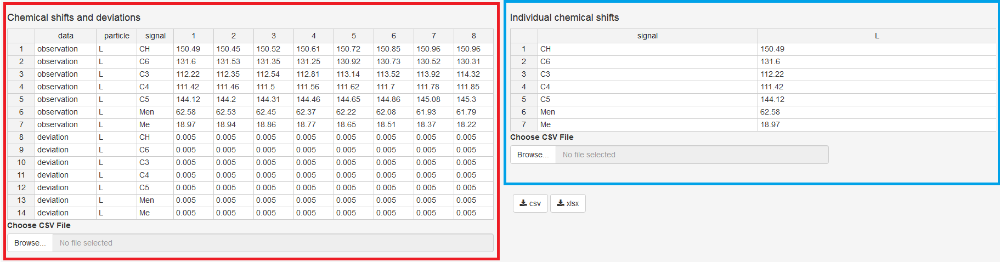 Chemical shifts and deviations
data particle signal 1 2 3 4 5 6 7 8
1 observation L CH 150.49 150.45 150.52 150.61 150.72 150.85 150.96 150.96
2 observation L C6 131.6 131.53 131.35 131.25 130.92 130.73 130.52 130.31
3 observation L C3 112.22 112.35 112.54 112.81 113.14 113.52 113.92 114.32
4 observation L C4 111.42 111.46 111.5 111.56 111.62 111.7 111.78 111.85
5 observation L C5 144.12 144.2 144.31 144.46 144.65 144.86 145.08 145.3
6 observation L Men 62.58 62.53 62.45 62.37 62.22 62.08 61.93 61.79
7 observation L Me 18.97 18.94 18.86 18.77 18.65 18.51 18.37 18.22
8 deviation L CH 0.005 0.005 0.005 0.005 0.005 0.005 0.005 0.005
9 deviation L C6 0.005 0.005 0.005 0.005 0.005 0.005 0.005 0.005
10 deviation L C3 0.005 0.005 0.005 0.005 0.005 0.005 0.005 0.005
11 deviation L C4 0.005 0.005 0.005 0.005 0.005 0.005 0.005 0.005
12 deviation L C5 0.005 0.005 0.005 0.005 0.005 0.005 0.005 0.005
13 deviation L Men 0.005 0.005 0.005 0.005 0.005 0.005 0.005 0.005
14 deviation L Me 0.005 0.005 0.005 0.005 0.005 0.005 0.005 0.005
Choose CSV File
Browse... No file selected
Individual chemical shifts
signal L
1 CH 150.49
2 C6 131.6
3 C3 112.22
4 C4 111.42
5 C5 144.12
6 Men 62.58
7 Me 18.97
Choose CSV File
Browse... No file selected
csv xlsx